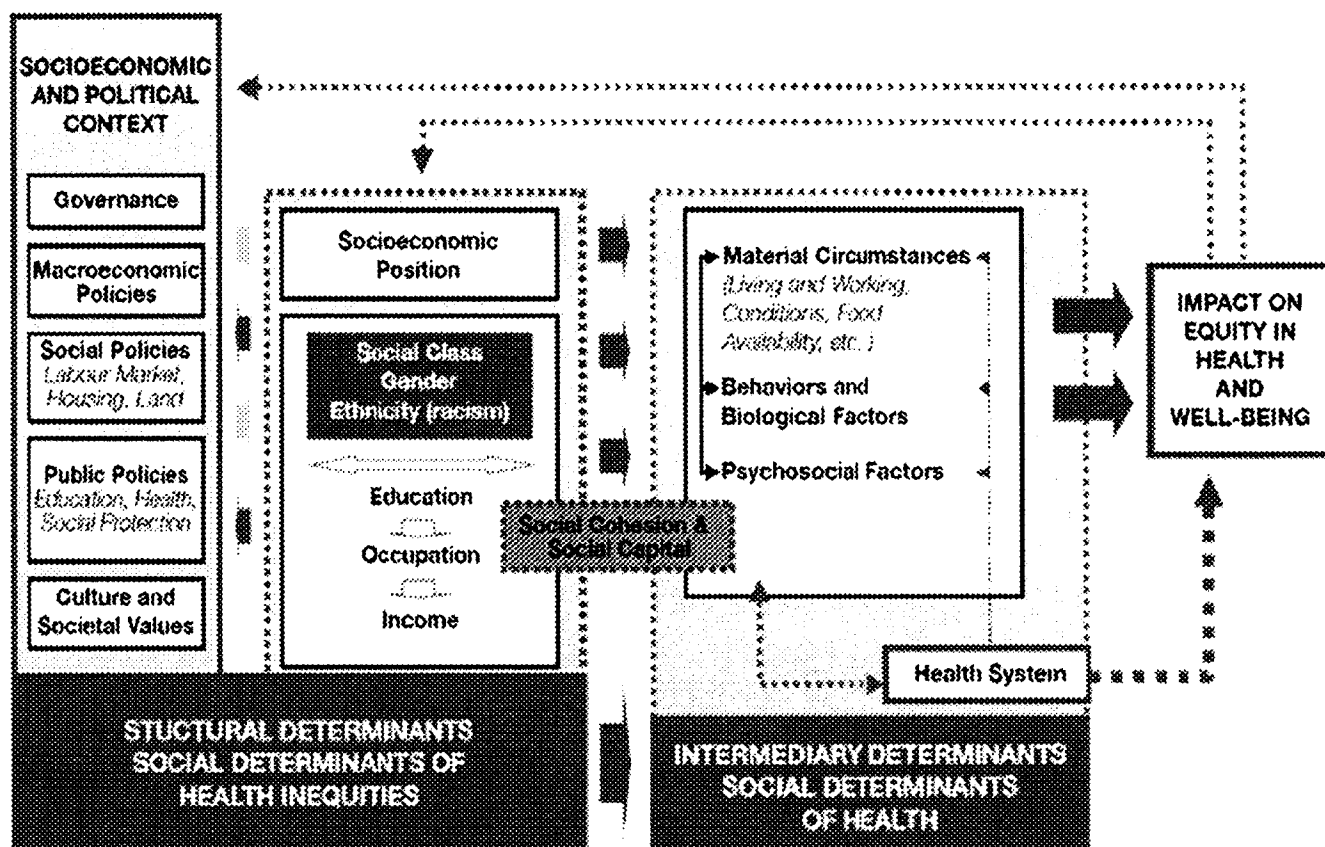 SOCIOECONOMIC
AND POLITICAL
CONTEXT
Governance
Macroeconomic
Policies
Social Policies
Labour Market,
Housing, Land
Public Policies
Education, Health,
Social Protection
Culture and
Societal Values
Socioeconomic
Position
Social Class
Gender
Ethnicity (racism)
Education
Occupation
Income
Social Cohesion &
Social Capital
Material Circumstances
(Living and Working,
Conditions, Food
Availability, etc. )
Behaviors and
Biological Factors
Psychosocial Factors
Health System
IMPACT ON
EQUITY IN
HEALTH
AND
WELL-BEING
STUCTURAL DETERMINANTS
SOCIAL DETERMINANTS OF
HEALTH INEQUITIES
INTERMEDIARY DETERMINANTS
SOCIAL DETERMINANTS
OF HEALTH